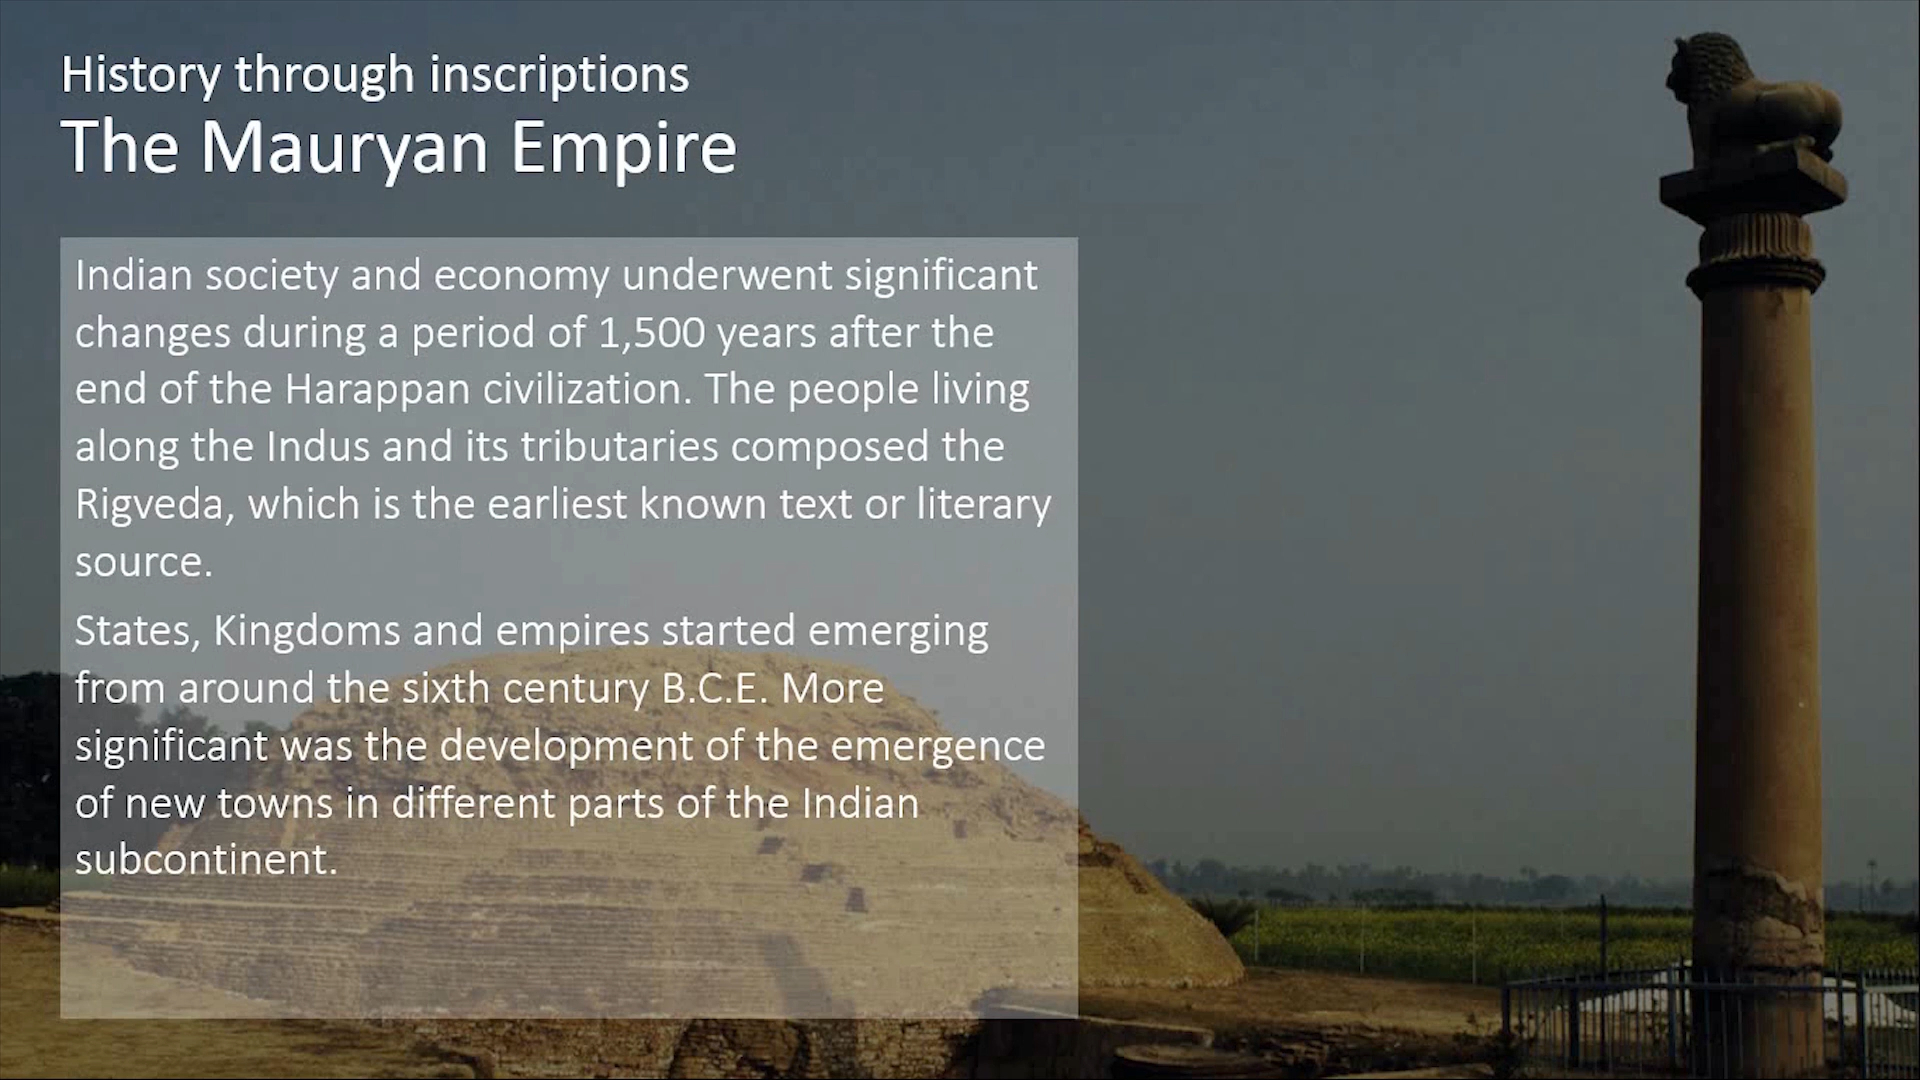 History through inscriptions
The Mauryan Empire
Indian society and economy underwent significant
changes during a period of 1,500 years after the
end of the Harappan civilization. The people living
along the Indus and its tributaries composed the
Rigveda, which is the earliest known text or literary
source.
States, Kingdoms and empires started emerging
from around the sixth century B.C.E. More
significant was the development of the emergence
of new towns in different parts of the Indian
subcontinent.